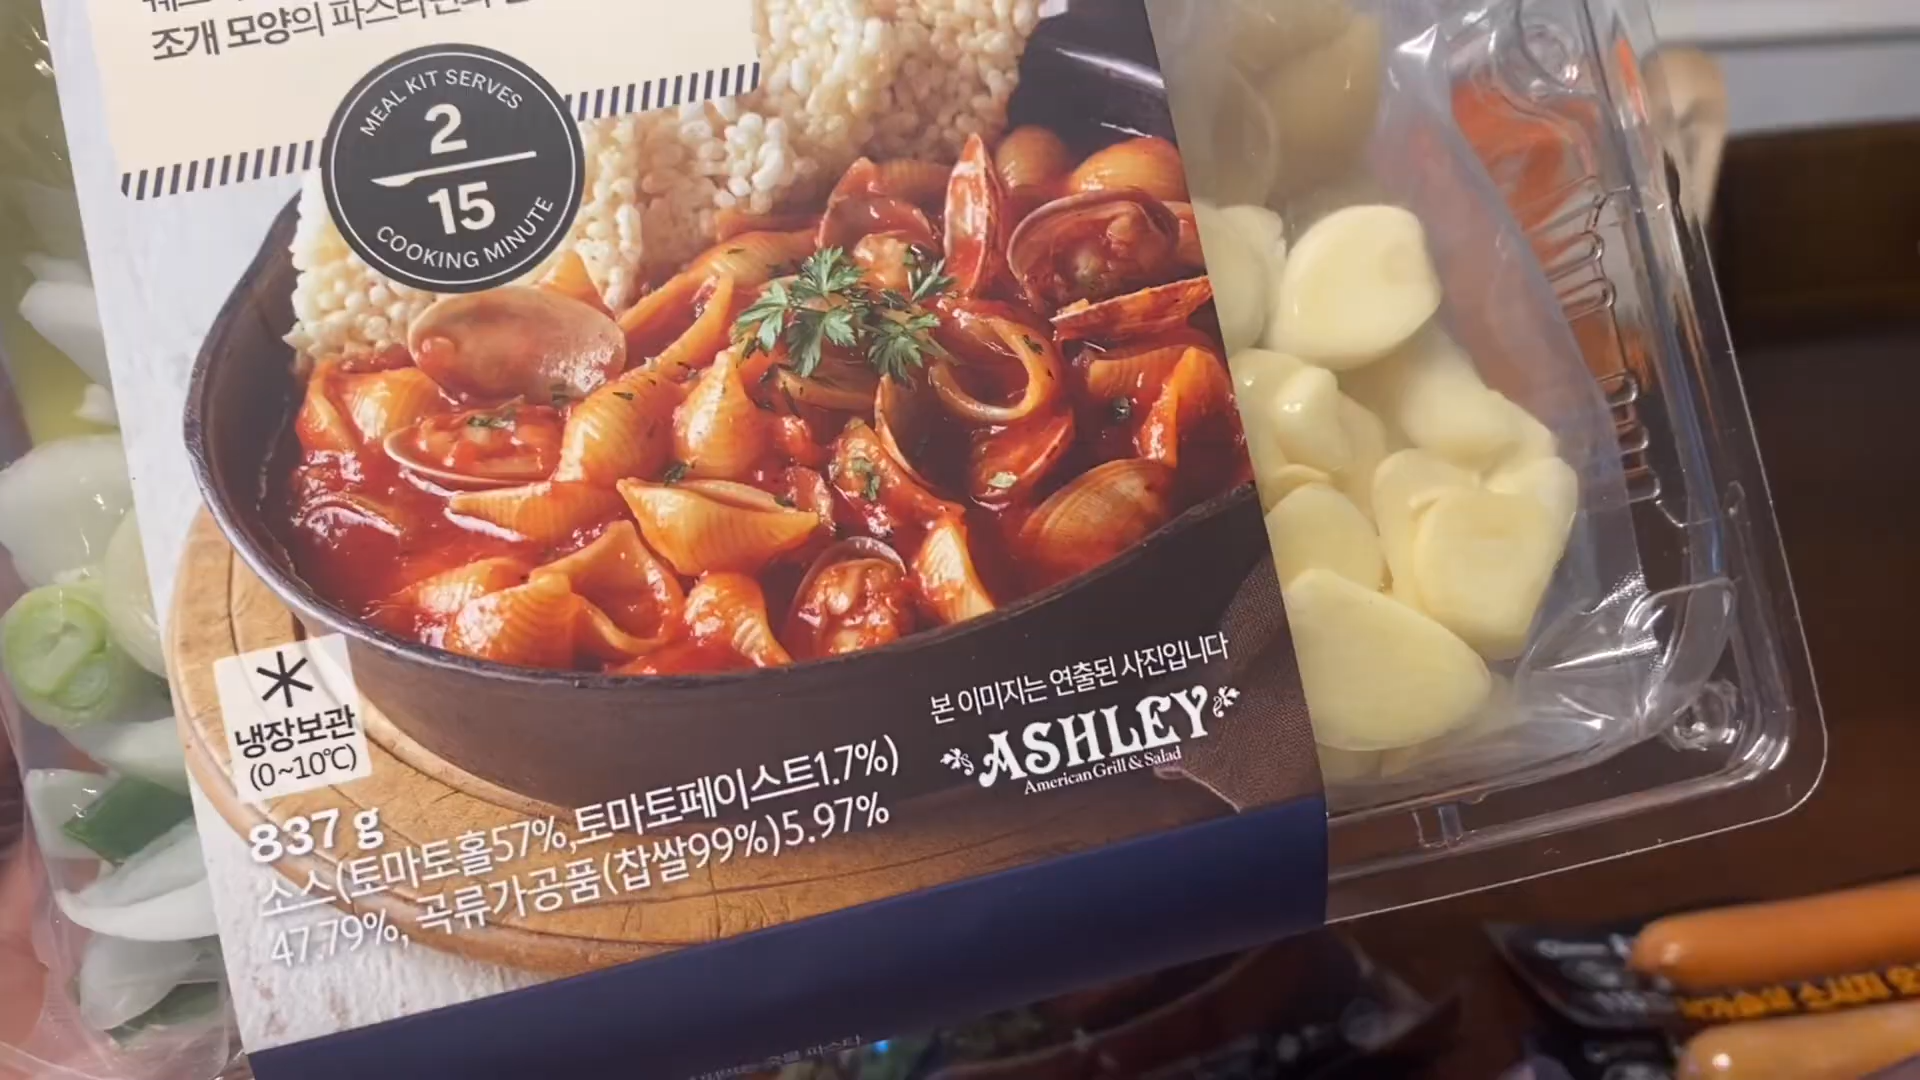 조개 모양의 파스타면과
MEAL KIT SERVES
2
15
COOKING MINUTE
냉장보관
(0~10℃)
본 이미지는 연출된 사진입니다
ASHLEY
American Grill & Salad
837 g
소스(토마토홀57%,토마토페이스트1.7%)
47.79%, 곡류가공품(찹쌀99%)5.97%